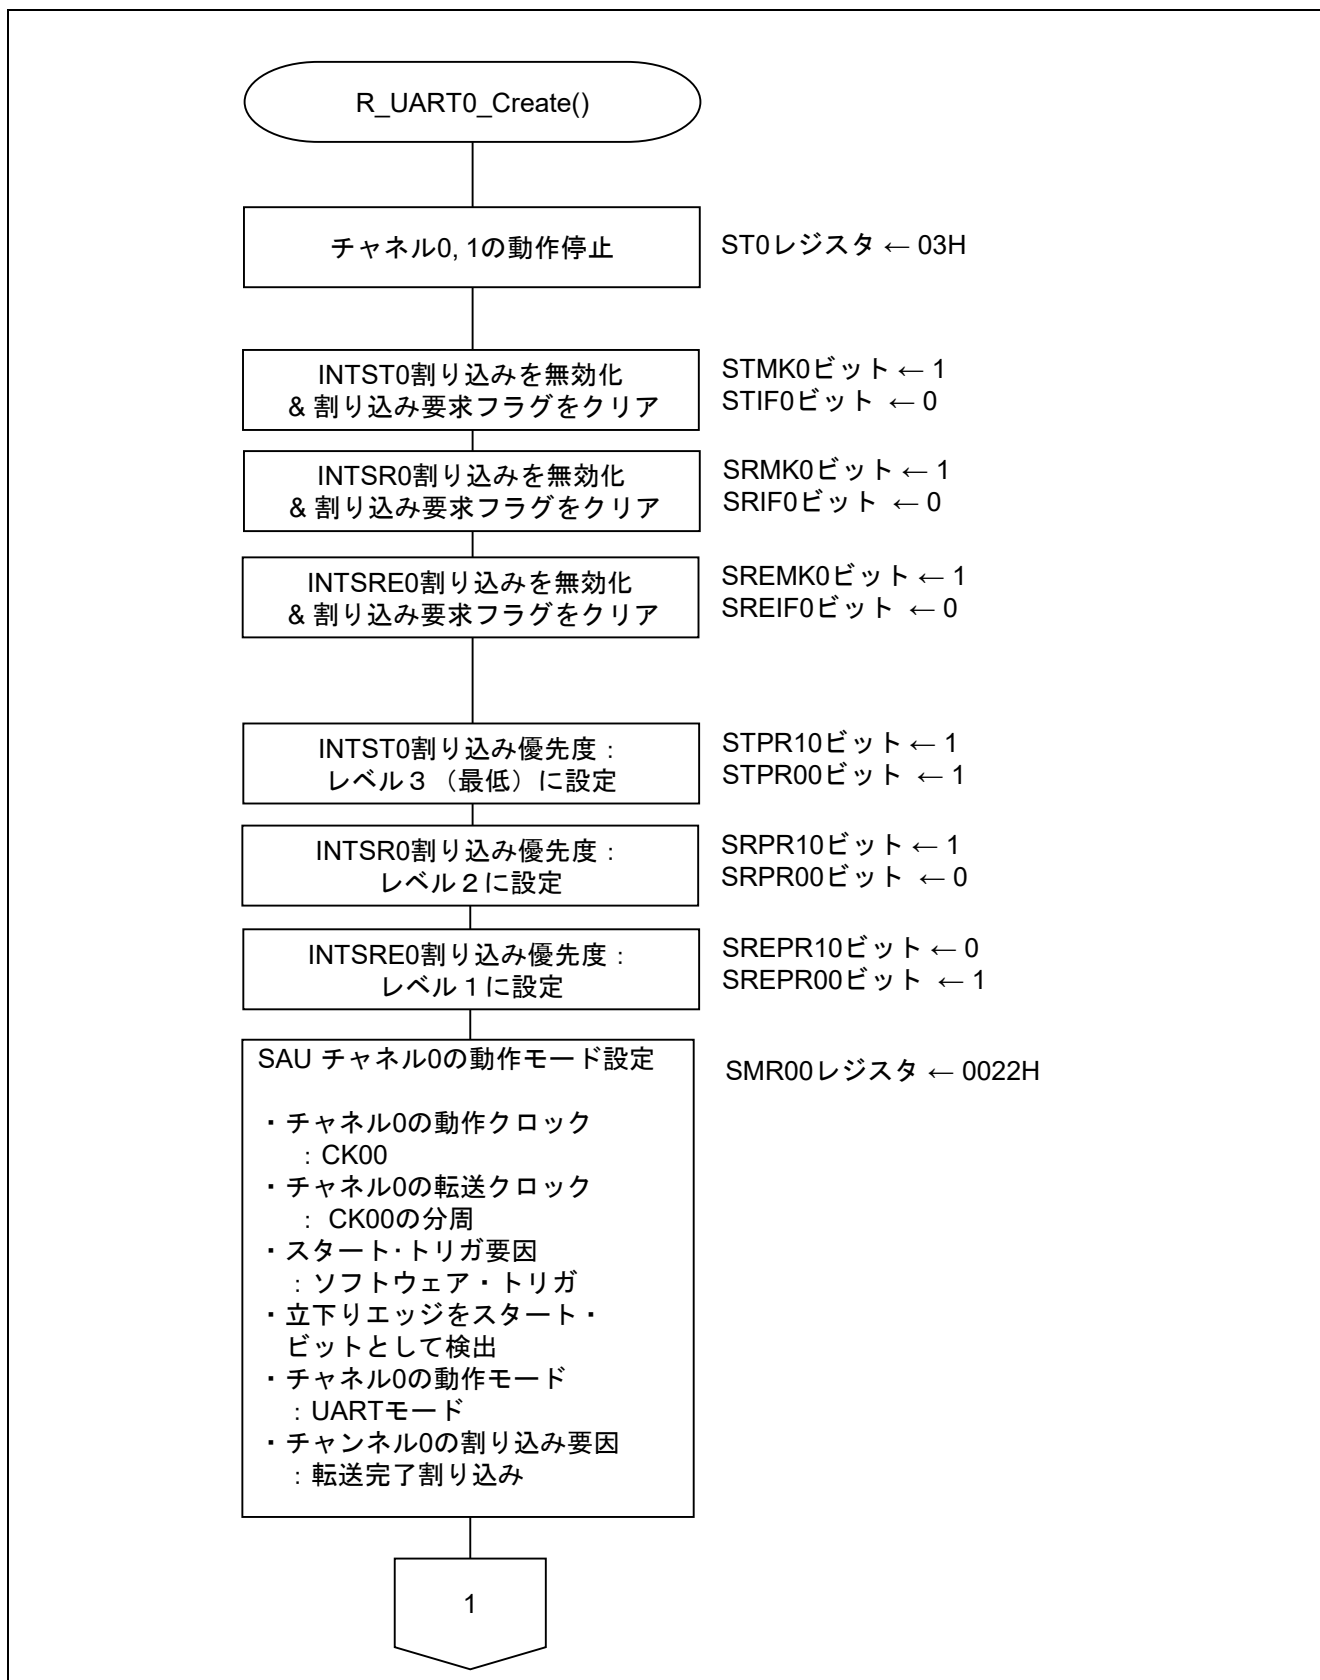 R_UART0_Create()
チャネル0, 1の動作停止
ST0レジスタ ← 03H
INTST0割り込みを無効化
& 割り込み要求フラグをクリア
STMK0ビット ← 1
STIF0ビット ← 0
INTSR0割り込みを無効化
& 割り込み要求フラグをクリア
SRMK0ビット ← 1
SRIF0ビット ← 0
INTSRE0割り込みを無効化
& 割り込み要求フラグをクリア
SREMK0ビット ← 1
SREIF0ビット ← 0
INTST0割り込み優先度：
レベル３（最低）に設定
STPR10ビット ← 1
STPR00ビット ← 1
INTSR0割り込み優先度：
レベル２に設定
SRPR10ビット ← 1
SRPR00ビット ← 0
INTSRE0割り込み優先度：
レベル１に設定
SREPR10ビット ← 0
SREPR00ビット ← 1
SAU チャネル0の動作モード設定
SMR00レジスタ ← 0022H
・チャネル0の動作クロック
：CK00
・チャネル0の転送クロック
： CK00の分周
・スタート･トリガ要因
：ソフトウェア・トリガ
・立下りエッジをスタート・
ビットとして検出
・チャネル0の動作モード
：UARTモード
・チャンネル0の割り込み要因
：転送完了割り込み
1